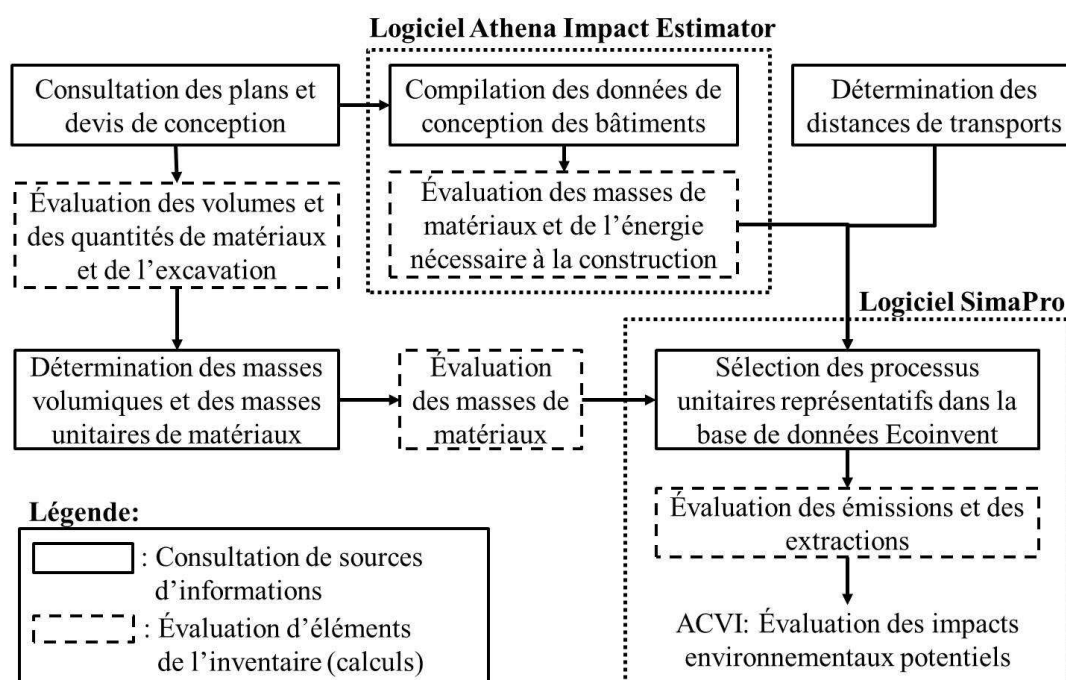 Logiciel Athena Impact Estimator
Consultation des plans et
devis de conception
Compilation des données de
conception des bâtiments
Détermination des
distances de transports
Évaluation des volumes et
des quantités de matériaux
et de l’excavation
Évaluation des masses de
matériaux et de l’énergie
nécessaire à la construction
Logiciel SimaPro
Détermination des masses
volumiques et des masses
unitaires de matériaux
Évaluation
des masses de
matériaux
Sélection des processus
unitaires représentatifs dans la
base de données Ecoinvent
Évaluation des émissions et des
extractions
ACVI: Évaluation des impacts
environnementaux potentiels
Légende:
: Consultation de sources
d’informations
: Évaluation d’éléments
de l’inventaire (calculs)